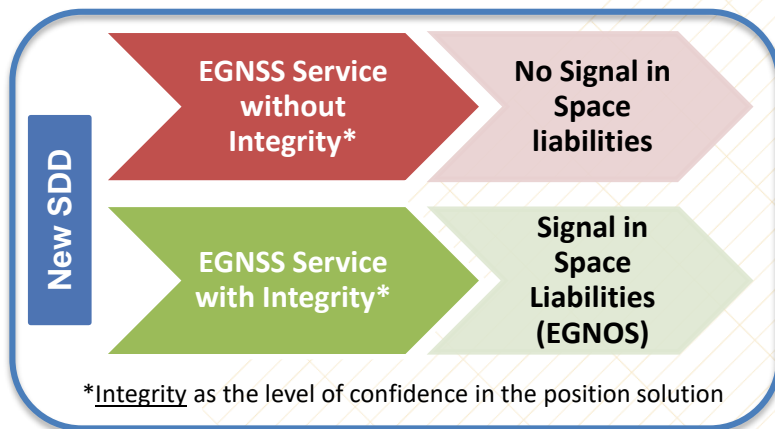 New SDD
EGNSS Service
without
Integrity*
No Signal in
Space
liabilities
EGNSS Service
with Integrity*
Signal in
Space
Liabilities
(EGNOS)
*Integrity as the level of confidence in the position solution